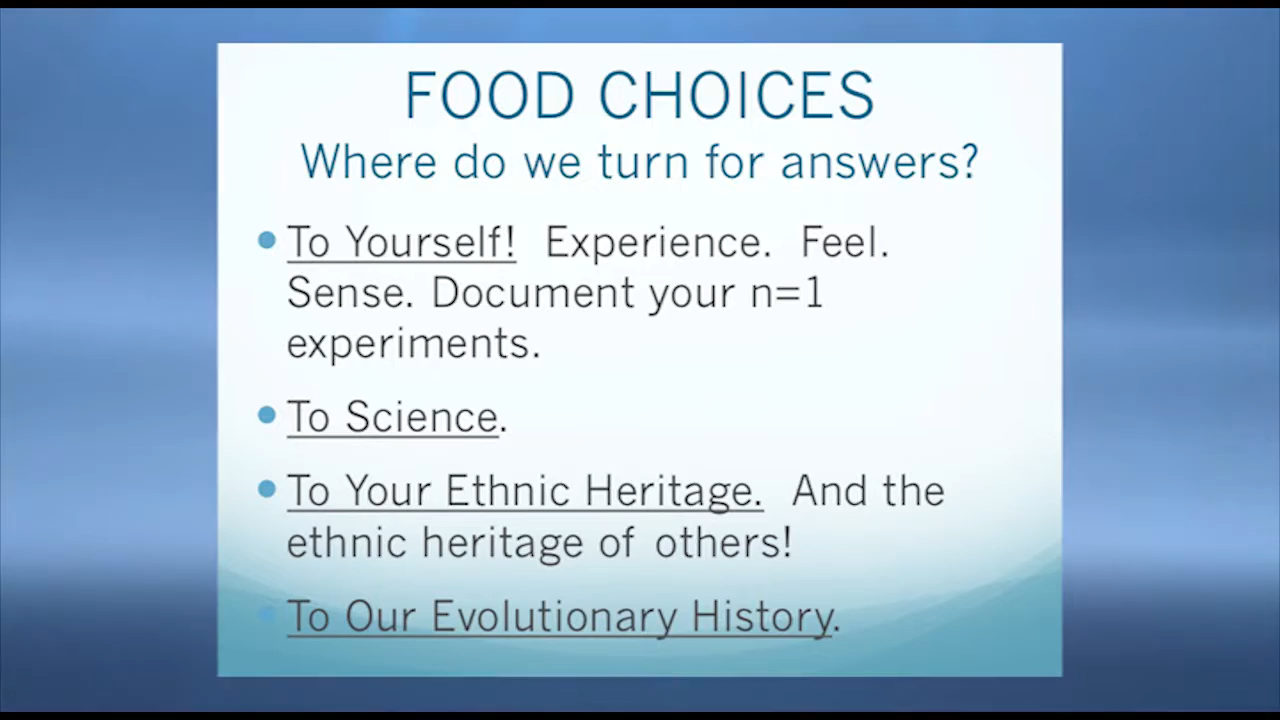 FOOD CHOICES
Where do we turn for answers?
• To Yourself! Experience. Feel.
Sense. Document your n=1
experiments.
• To Science.
• To Your Ethnic Heritage. And the
ethnic heritage of others!
• To Our Evolutionary History.